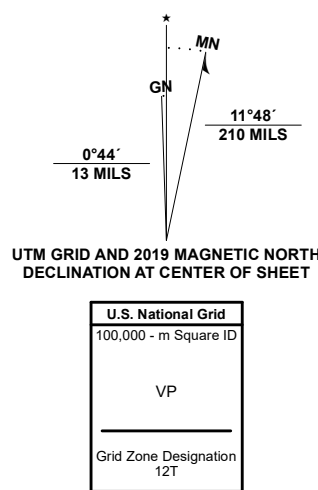 ★
MN
GN
11°48´
210 MILS
0°44´
13 MILS
UTM GRID AND 2019 MAGNETIC NORTH
DECLINATION AT CENTER OF SHEET
U.S. National Grid
100,000 - m Square ID
VP
Grid Zone Designation
12T